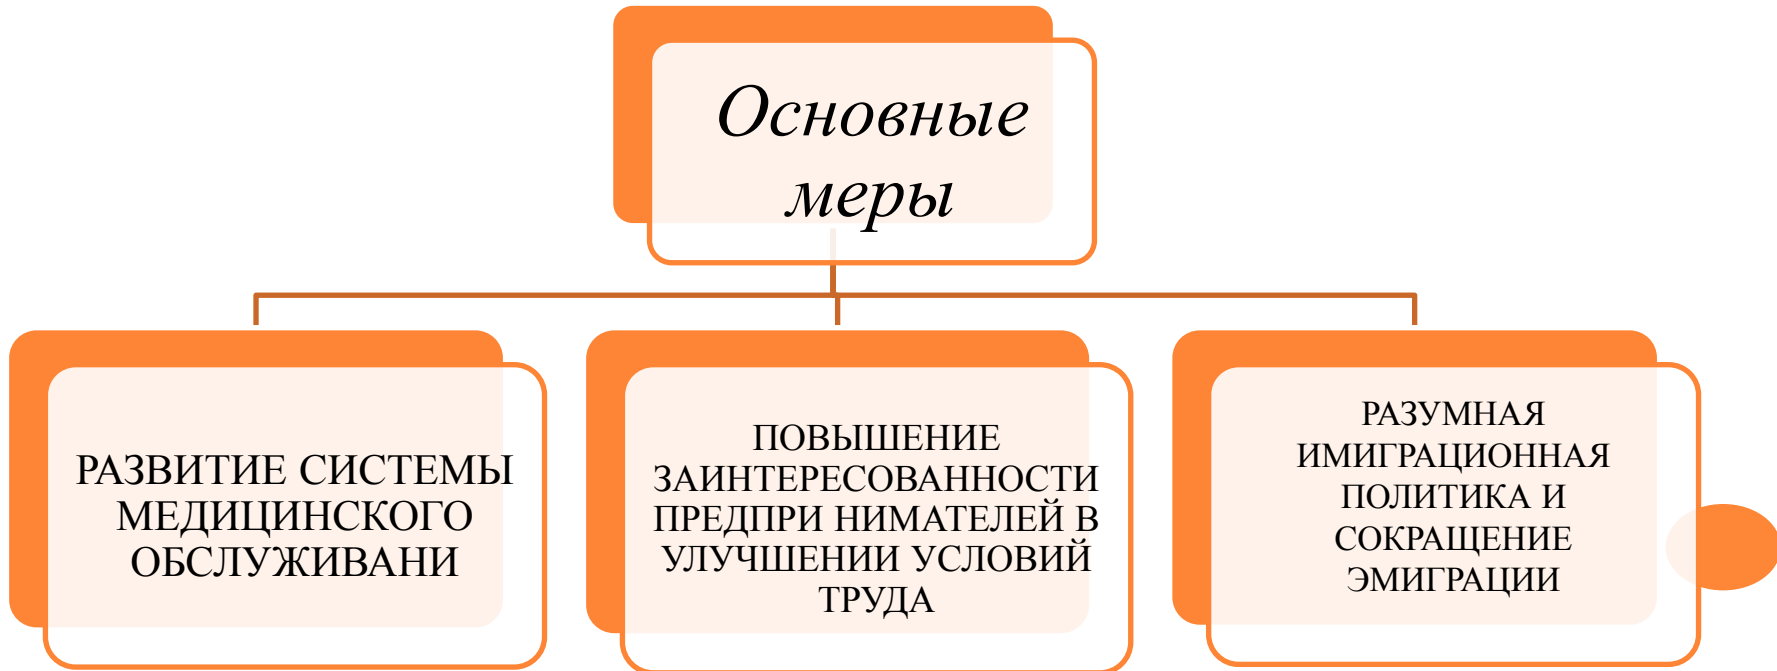 Основные
меры
РАЗВИТИЕ СИСТЕМЫ
МЕДИЦИНСКОГО
ОБСЛУЖИВАНИ
ПОВЫШЕНИЕ
ЗАИНТЕРЕСОВАННОСТИ
ПРЕДПРИ НИМАТЕЛЕЙ В
УЛУЧШЕНИИ УСЛОВИЙ
ТРУДА
РАЗУМНАЯ
ИМИГРАЦИОННАЯ
ПОЛИТИКА И
СОКРАЩЕНИЕ
ЭМИГРАЦИИ